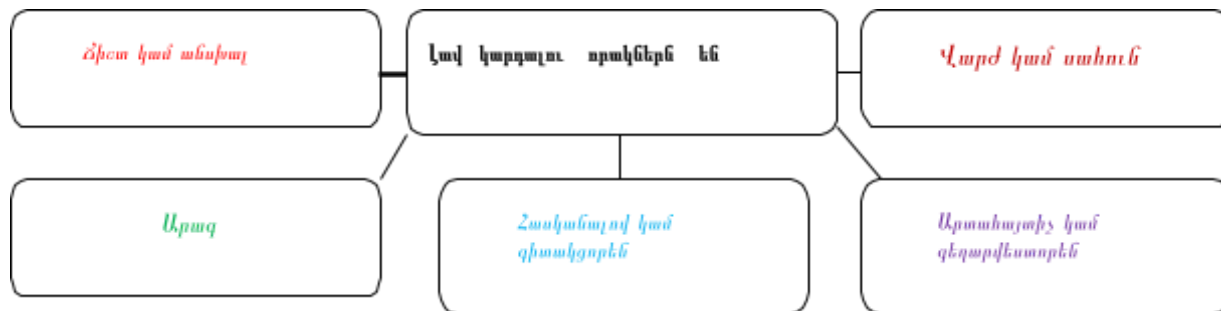 Ճիշտ կամ անսխալ
Լավ կարդալու որակներն են
Վարժ կամ սահուն
Արագ
Հասկանալով կամ
գիտակցորեն
Արտահայտիչ կամ
գեղարվեստորեն